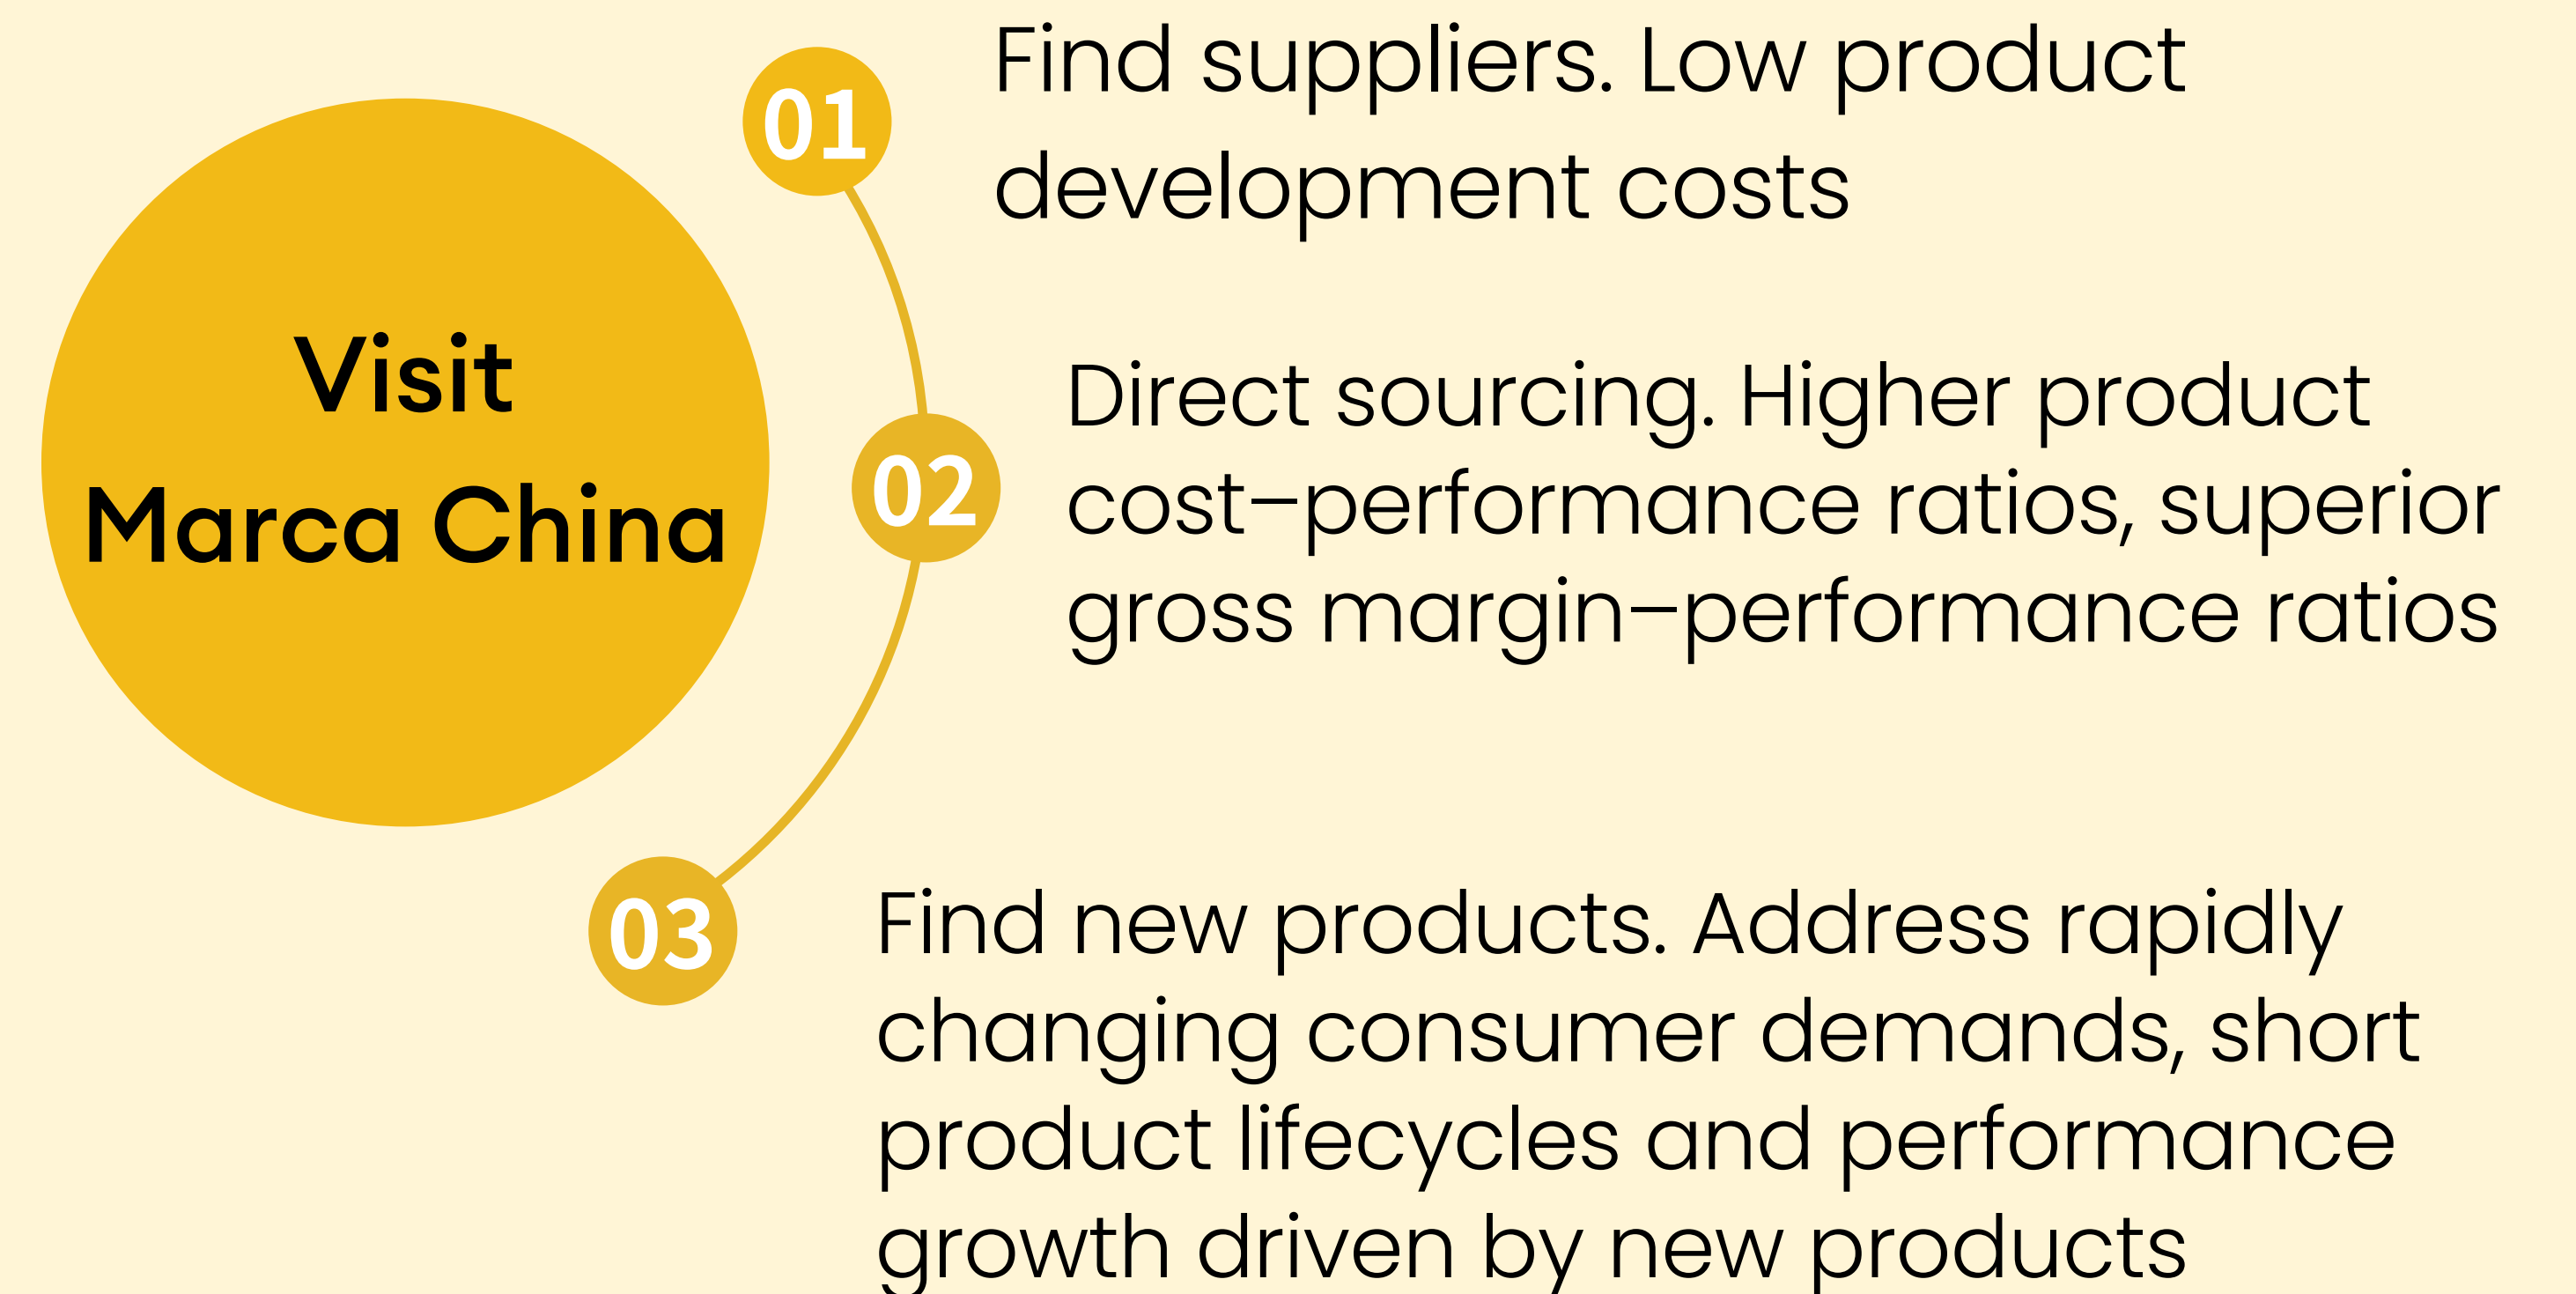 Visit
Marca China
01
Find suppliers. Low product
development costs
02
Direct sourcing. Higher product
cost–performance ratios, superior
gross margin–performance ratios
03
Find new products. Address rapidly
changing consumer demands, short
product lifecycles and performance
growth driven by new products